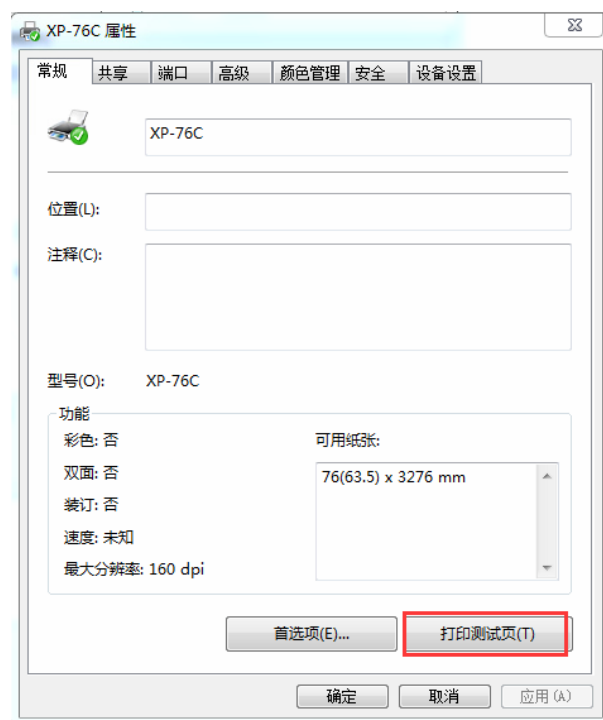 XP-76C 属性
常规 共享 端口 高级 颜色管理 安全 设备设置
XP-76C
位置(L):
注释(C):
型号(O): XP-76C
功能
彩色: 否 可用纸张:
双面: 否 76(63.5) x 3276 mm
装订: 否
速度: 未知
最大分辨率: 160 dpi
首选项(E)... 打印测试页(T)
确定 取消 应用(A)